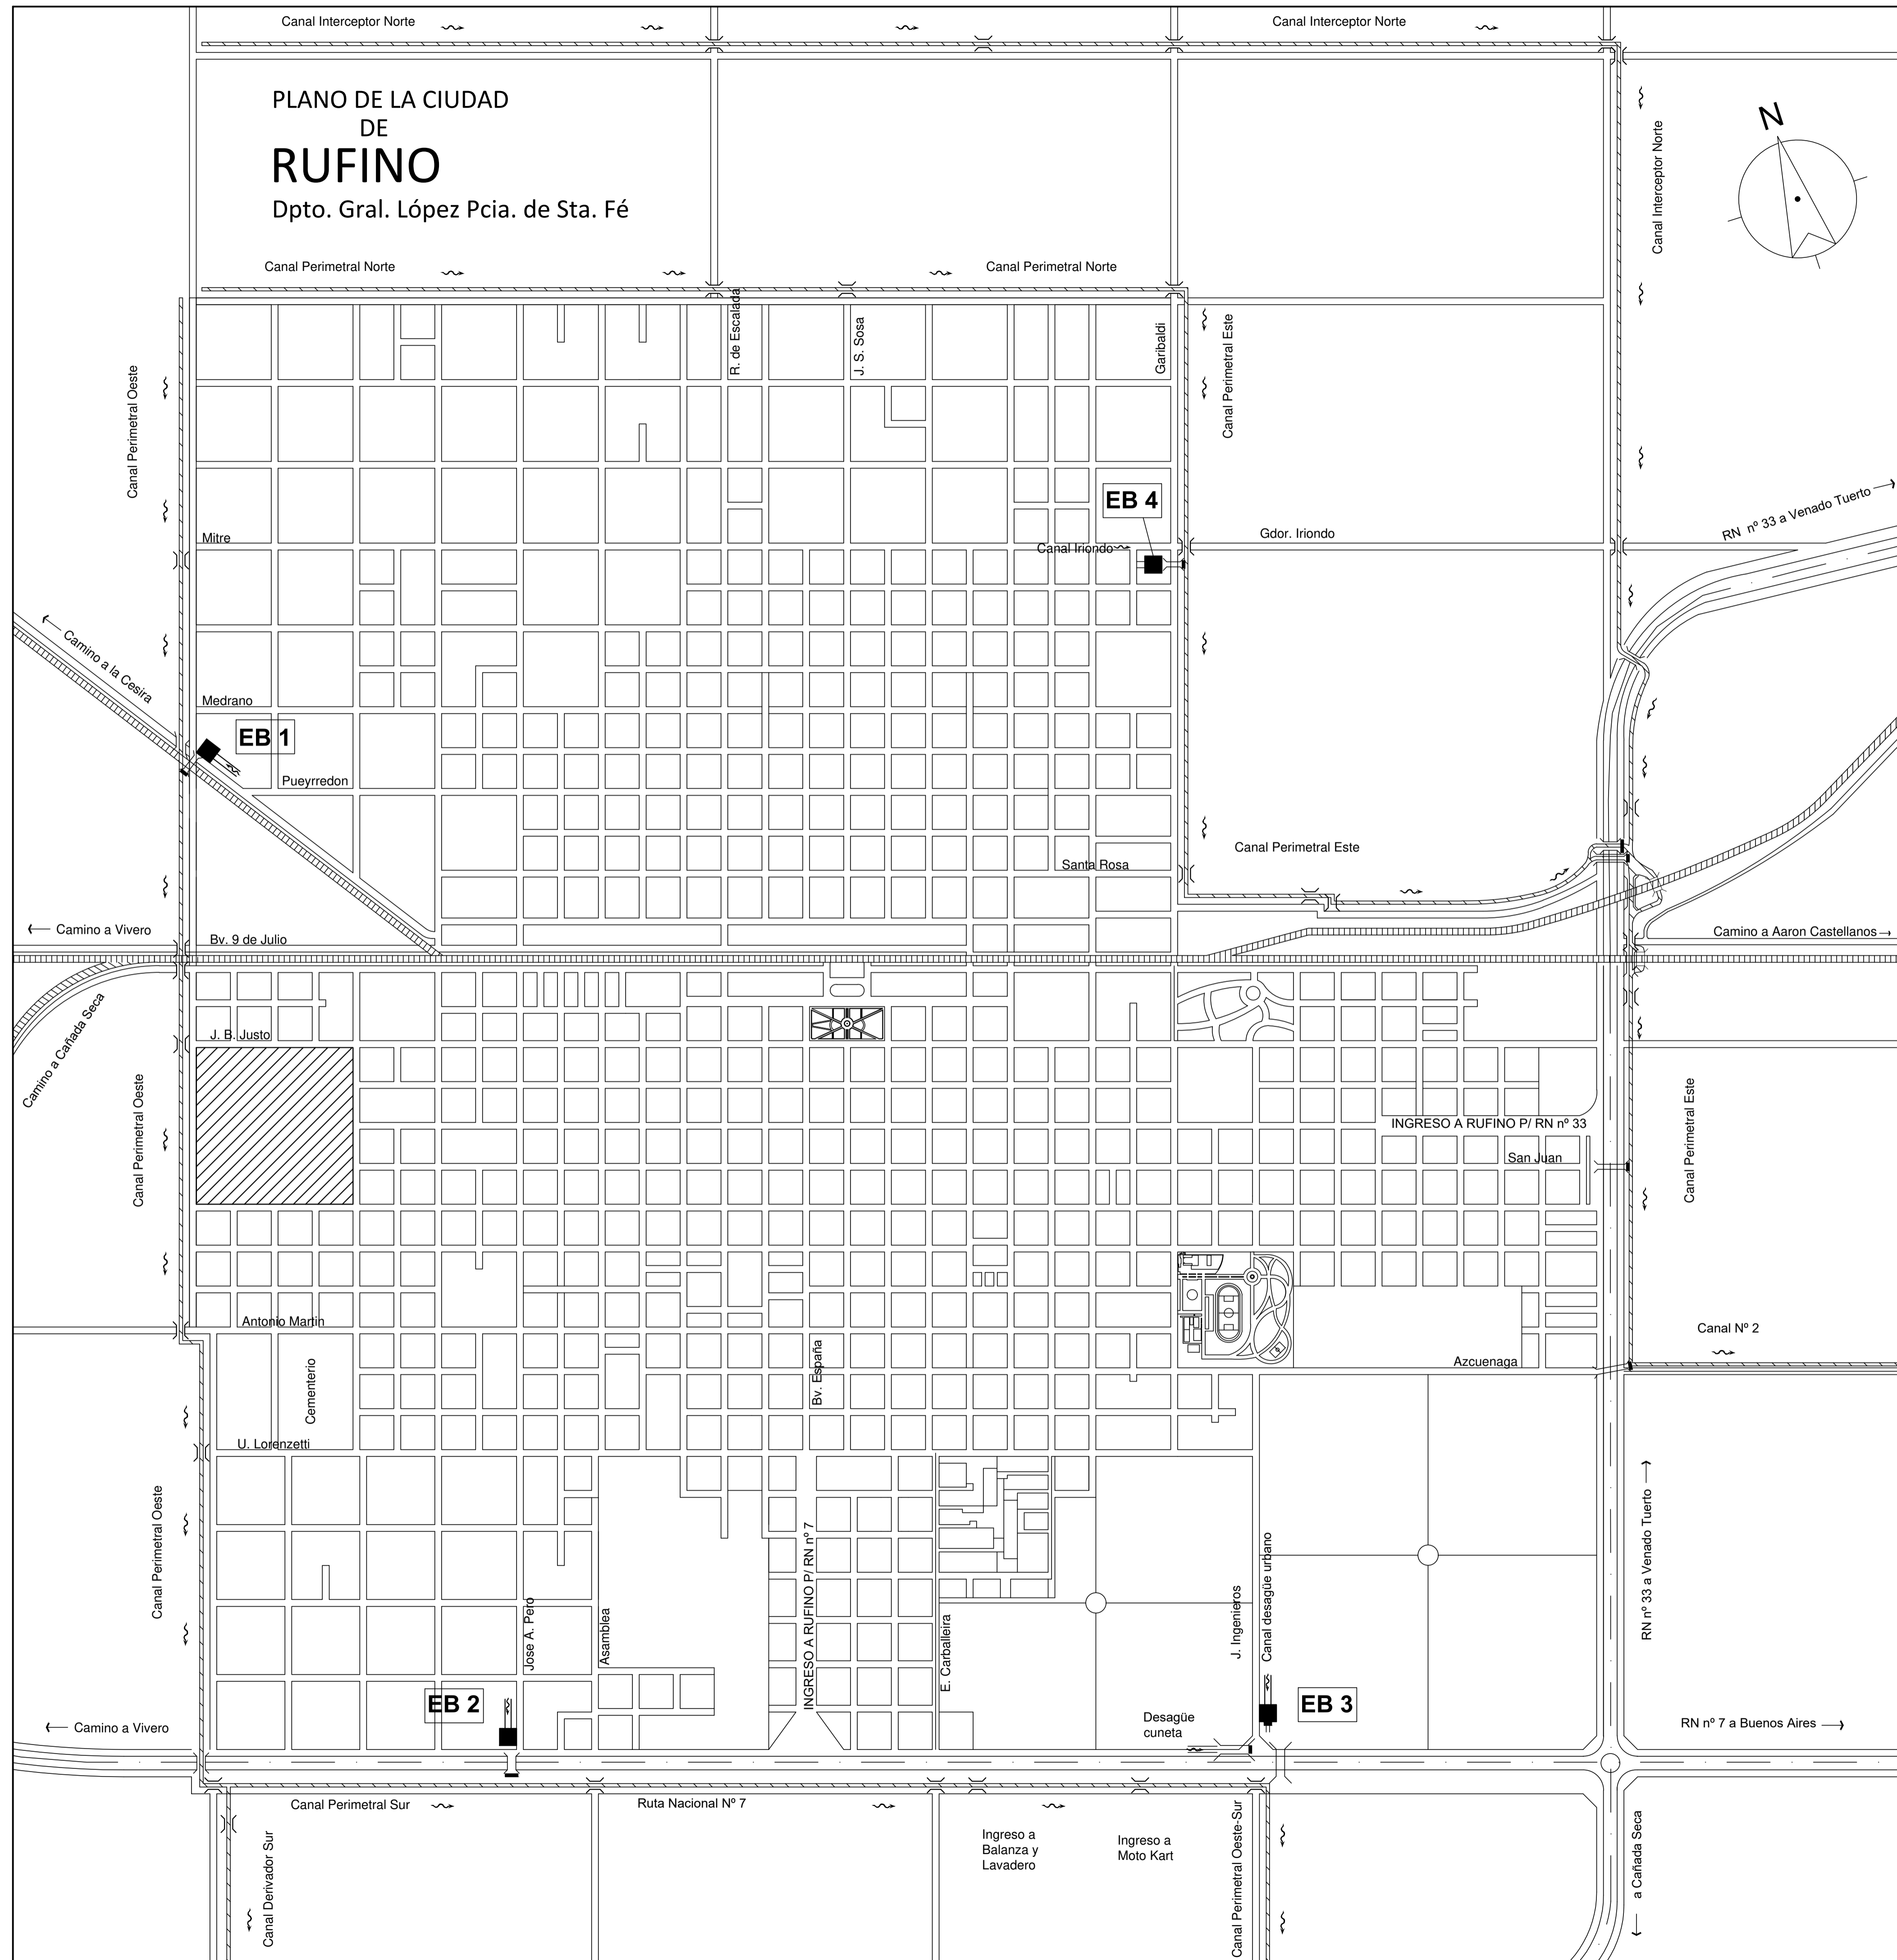 Canal Interceptor Norte
Canal Interceptor Norte
PLANO DE LA CIUDAD
DE
RUFINO
Dpto. Gral. López Pcia. de Sta. Fé
N
Canal Interceptor Norte
Canal Perimetral Norte
Canal Perimetral Norte
R. de Escalada
J. S. Sosa
Garibaldi
Canal Perimetral Este
Canal Perimetral Oeste
EB 4
RN nº 33 a Venado Tuerto
Mitre
Canal Iriondo
Gdor. Iriondo
Camino a la Cesira
Medrano
EB 1
Pueyrredon
Santa Rosa
Canal Perimetral Este
Camino a Vivero
Bv. 9 de Julio
Camino a Aaron Castellanos
Camino a Cañada Seca
J. B. Justo
Canal Perimetral Oeste
INGRESO A RUFINO P/ RN nº 33
San Juan
Canal Perimetral Este
Antonio Martin
Canal Nº 2
Azcuenaga
Cementerio
Bv. España
U. Lorenzetti
Canal Perimetral Oeste
INGRESO A RUFINO P/ RN nº 7
RN nº 33 a Venado Tuerto
Jose A. Pero
Asamblea
E. Carballeira
J. Ingenieros
Canal desagüe urbano
EB 2
EB 3
Desagüe
cuneta
Camino a Vivero
RN nº 7 a Buenos Aires
Canal Perimetral Sur
Ruta Nacional Nº 7
Ingreso a
Balanza y
Lavadero
Ingreso a
Moto Kart
Canal Derivador Sur
Canal Perimetral Oeste-Sur
a Cañada Seca